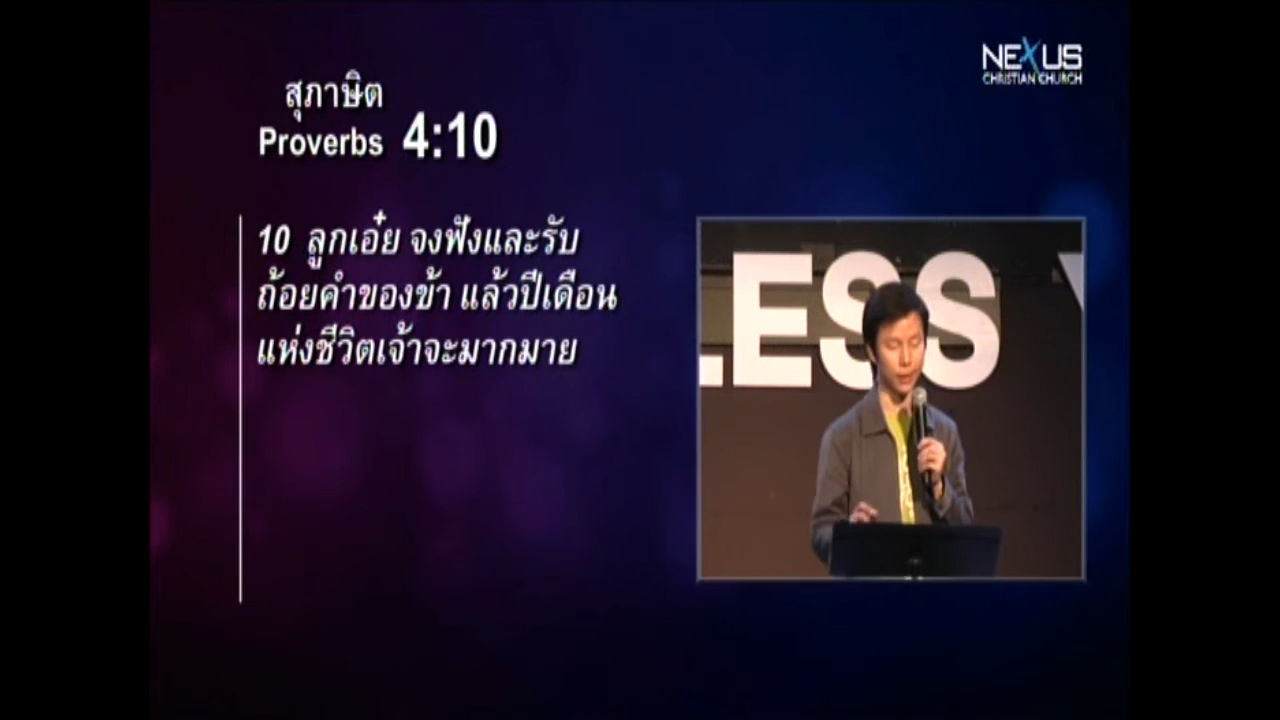 NEXUS
CHRISTIAN CHURCH
สุภาษิต
Proverbs 4:10
10 ลูกเอ๋ย จงฟังและรับ
ถ้อยคำของข้า แล้วปีเดือน
แห่งชีวิตเจ้าจะมากมาย
LESS